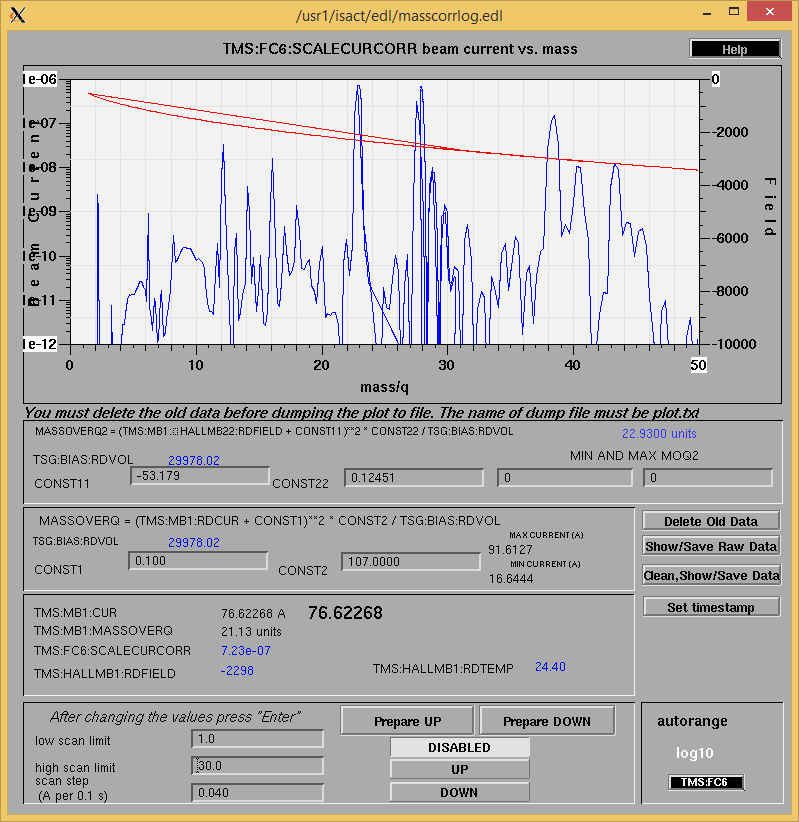 /usr1/isact/edl/masscorrlog.edl
TMS:FC6:SCALECURCORR beam current vs. mass
Help
1e-06
1e-07
1e-08
1e-09
1e-10
1e-11
1e-12
Beam Current
0
-2000
-4000
-6000
-8000
-10000
Field
0 10 20 30 40 50
mass/q
You must delete the old data before dumping the plot to file. The name of dump file must be plot.txt
MASSOVERQ2 = (TMS:MB1: HALLMB22:RDFIELD + CONST11)**2 * CONST22 / TSG:BIAS:RDVOL
22.9300 units
TSG:BIAS:RDVOL 29978.02
MIN AND MAX MOQ2
CONST11 -53.179 CONST22 0.12451 0 0
MASSOVERQ = (TMS:MB1:RDCUR + CONST1)**2 * CONST2 / TSG:BIAS:RDVOL
TSG:BIAS:RDVOL 29978.02
MAX CURRENT (A)
91.6127
MIN CURRENT (A)
16.6444
CONST1 0.100 CONST2 107.0000
Delete Old Data
Show/Save Raw Data
Clean,Show/Save Data
Set timestamp
TMS:MB1:CUR 76.62268 A 76.62268
TMS:MB1:MASSOVERQ 21.13 units
TMS:FC6:SCALECURCORR 7.23e-07
TMS:HALLMB1:RDFIELD -2298
TMS:HALLMB1:RDTEMP 24.40
After changing the values press "Enter"
low scan limit 1.0
high scan limit 30.0
scan step
(A per 0.1 s) 0.040
Prepare UP
Prepare DOWN
DISABLED
UP
DOWN
autorange
log10
TMS:FC6